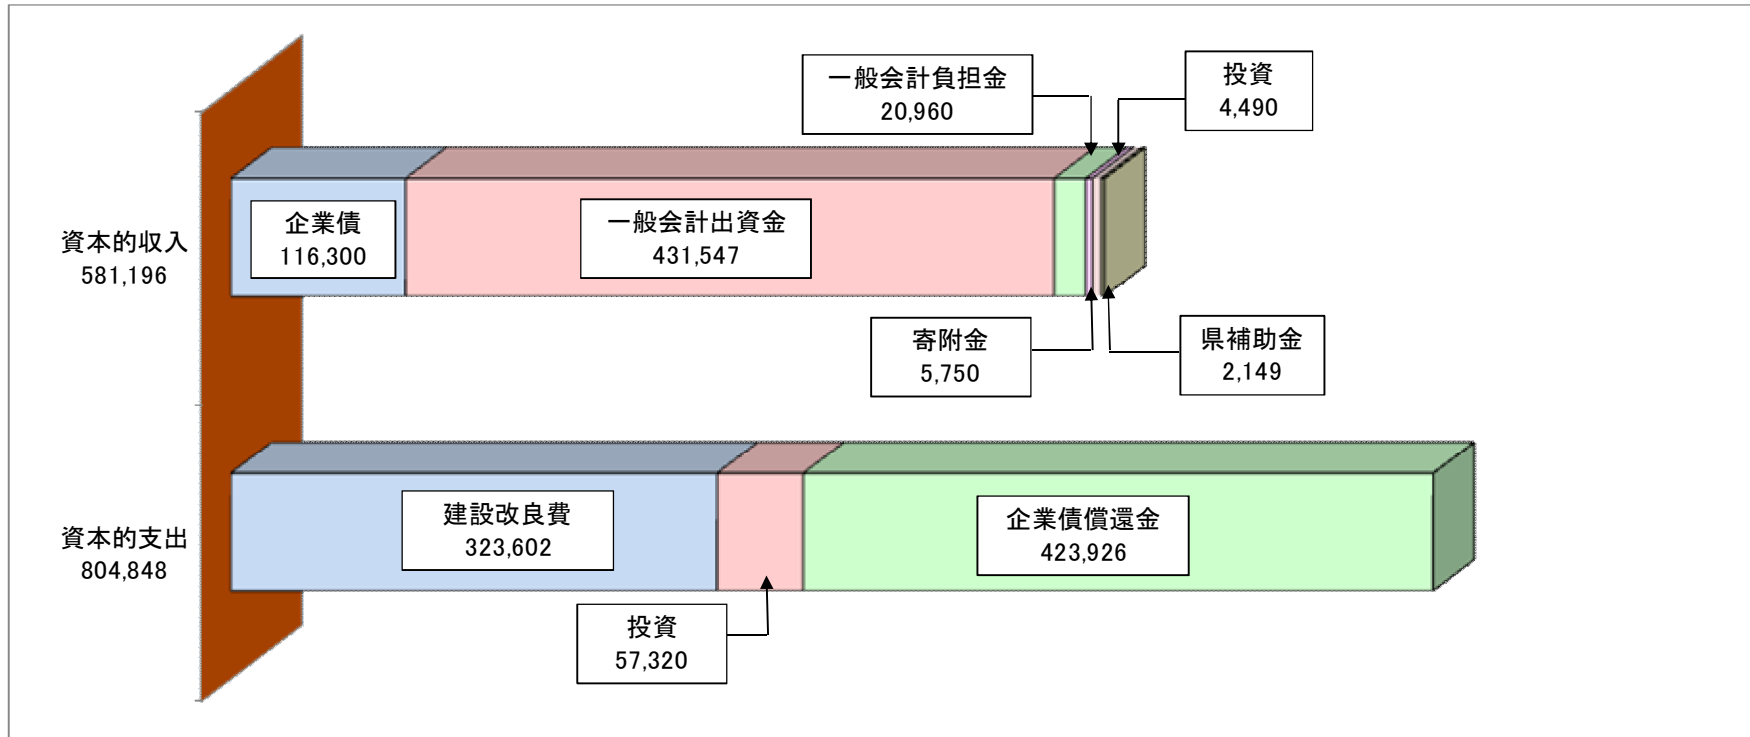 一般会計負担金
20,960
投資
4,490
資本的収入
581,196
企業債
116,300
一般会計出資金
431,547
寄附金
5,750
県補助金
2,149
資本的支出
804,848
建設改良費
323,602
企業債償還金
423,926
投資
57,320